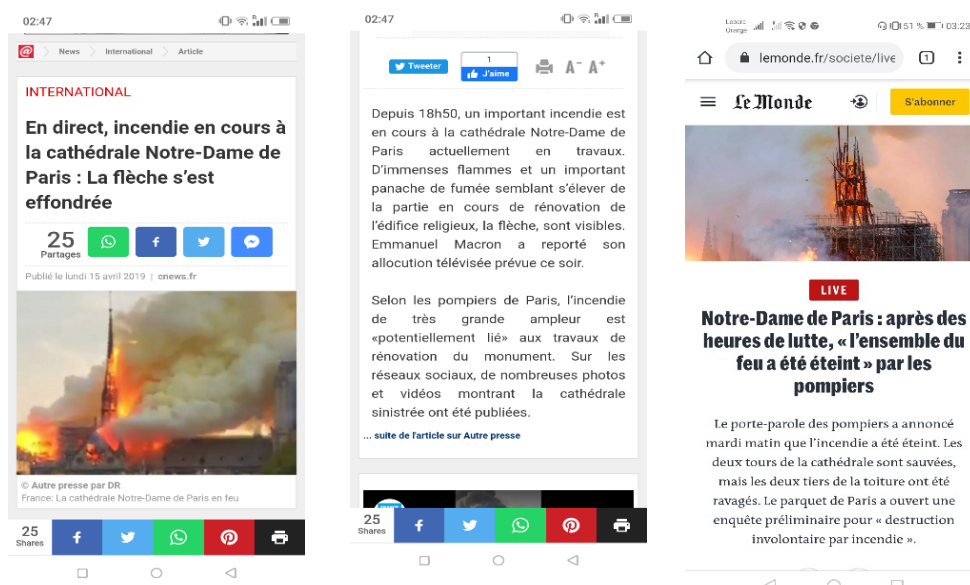 02:47
News
International
Article
INTERNATIONAL
En direct, incendie en cours à
la cathédrale Notre-Dame de
Paris : La flèche s'est
effondrée
25
Partages
Publié le lundi 15 avril 2019 | cnews.fr
© Autre presse par DR
France: La cathédrale Notre-Dame de Paris en feu
25
Shares
02:47
Tweeter
1
J'aime
A⁻ A⁺
Depuis 18h50, un important incendie est
en cours à la cathédrale Notre-Dame de
Paris actuellement en travaux.
D'immenses flammes et un important
panache de fumée semblant s'élever de
la partie en cours de rénovation de
l'édifice religieux, la flèche, sont visibles.
Emmanuel Macron a reporté son
allocution télévisée prévue ce soir.
Selon les pompiers de Paris, l'incendie
de très grande ampleur est
«potentiellement lié» aux travaux de
rénovation du monument. Sur les
réseaux sociaux, de nombreuses photos
et vidéos montrant la cathédrale
sinistrée ont été publiées.
... suite de l'article sur Autre presse
25
Shares
Orange
51 % 03:23
lemonde.fr/societe/live
1
Le Monde
S'abonner
LIVE
Notre-Dame de Paris : après des
heures de lutte, « l'ensemble du
feu a été éteint » par les
pompiers
Le porte-parole des pompiers a annoncé
mardi matin que l'incendie a été éteint. Les
deux tours de la cathédrale sont sauvées,
mais les deux tiers de la toiture ont été
ravagés. Le parquet de Paris a ouvert une
enquête préliminaire pour « destruction
involontaire par incendie ».